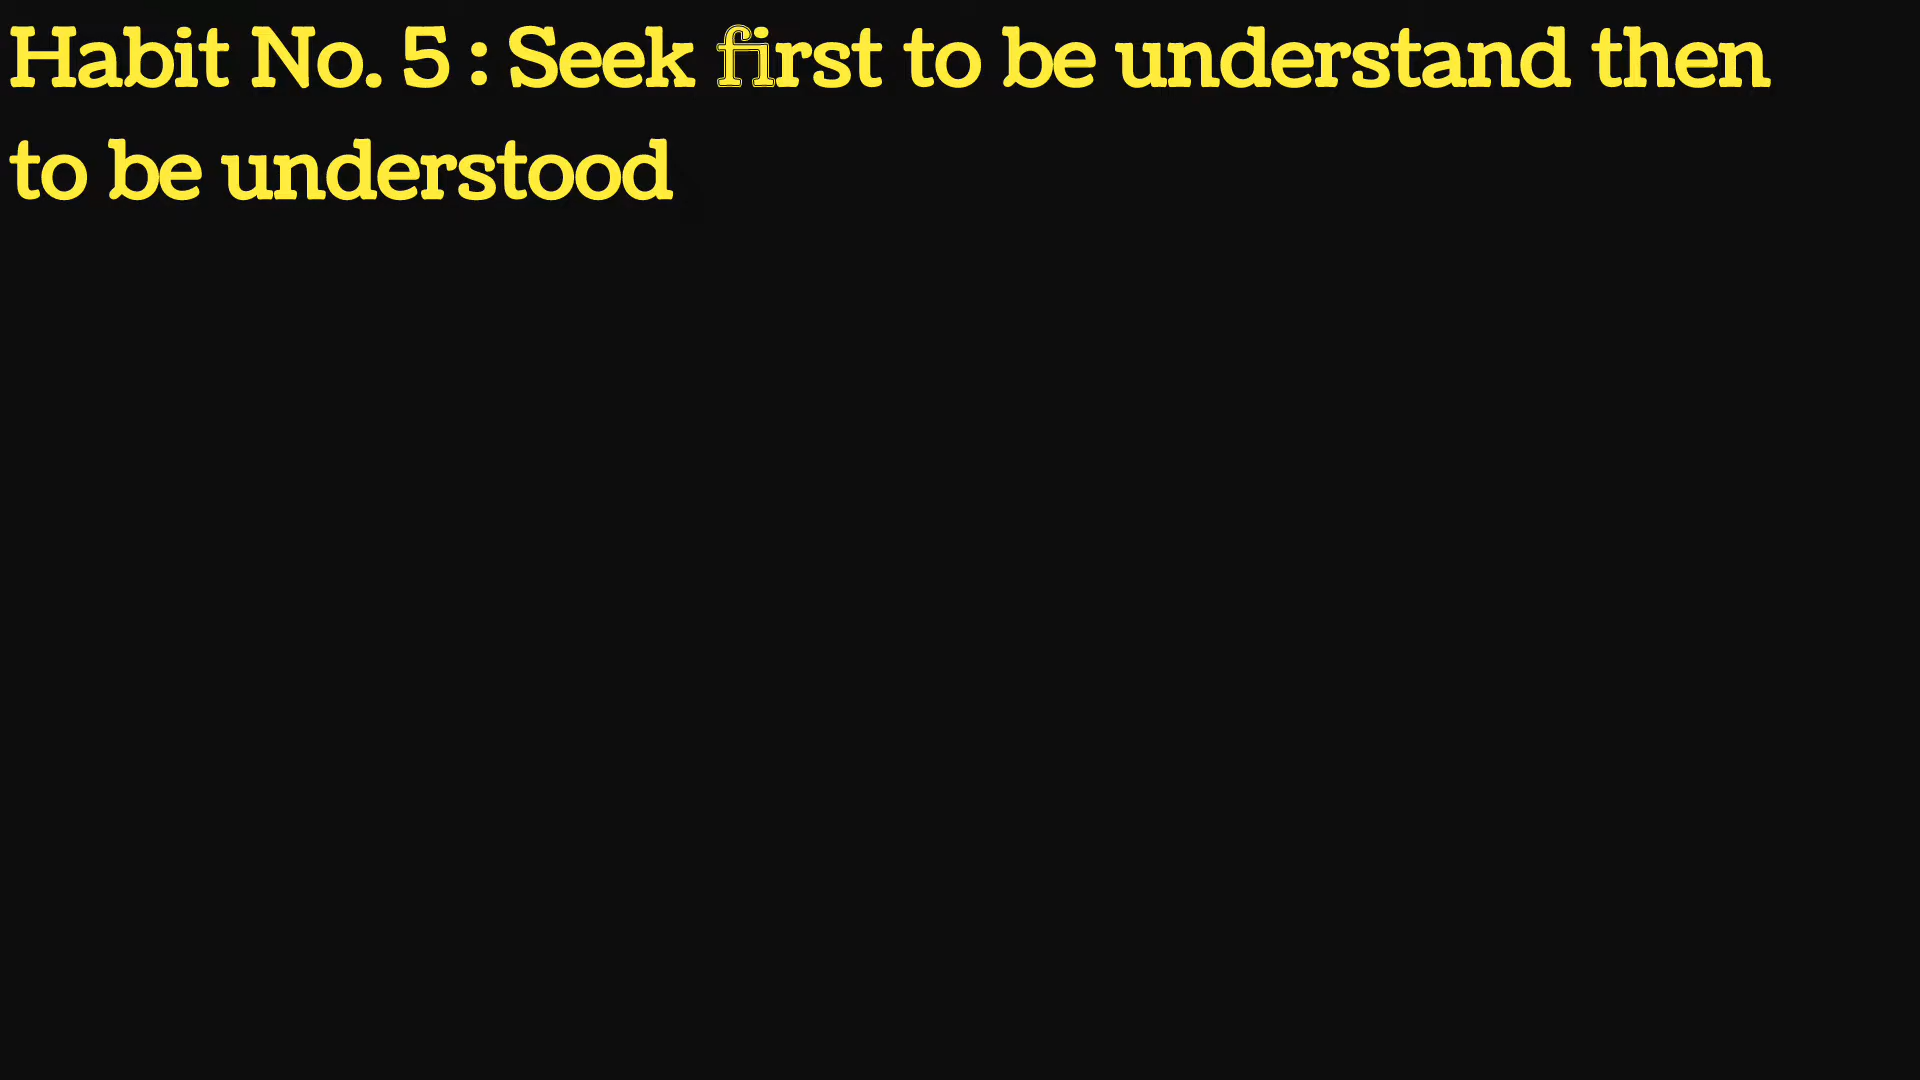 Habit No. 5 : Seek first to be understand then
to be understood